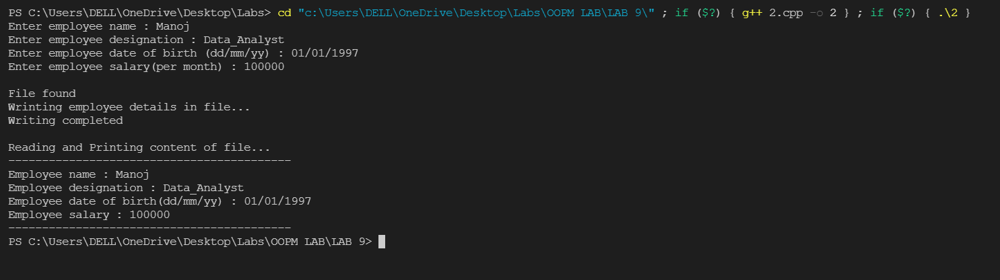 PS C:\Users\DELL\OneDrive\Desktop\Labs> cd "c:\Users\DELL\OneDrive\Desktop\Labs\OOPM LAB\LAB 9\" ; if ($?) { g++ 2.cpp -o 2 } ; if ($?) { .\2 }
Enter employee name : Manoj
Enter employee designation : Data_Analyst
Enter employee date of birth (dd/mm/yy) : 01/01/1997
Enter employee salary(per month) : 100000
File found
Wrinting employee details in file...
Writing completed
Reading and Printing content of file...
------------------------------------------
Employee name : Manoj
Employee designation : Data_Analyst
Employee date of birth(dd/mm/yy) : 01/01/1997
Employee salary : 100000
------------------------------------------
PS C:\Users\DELL\OneDrive\Desktop\Labs\OOPM LAB\LAB 9>